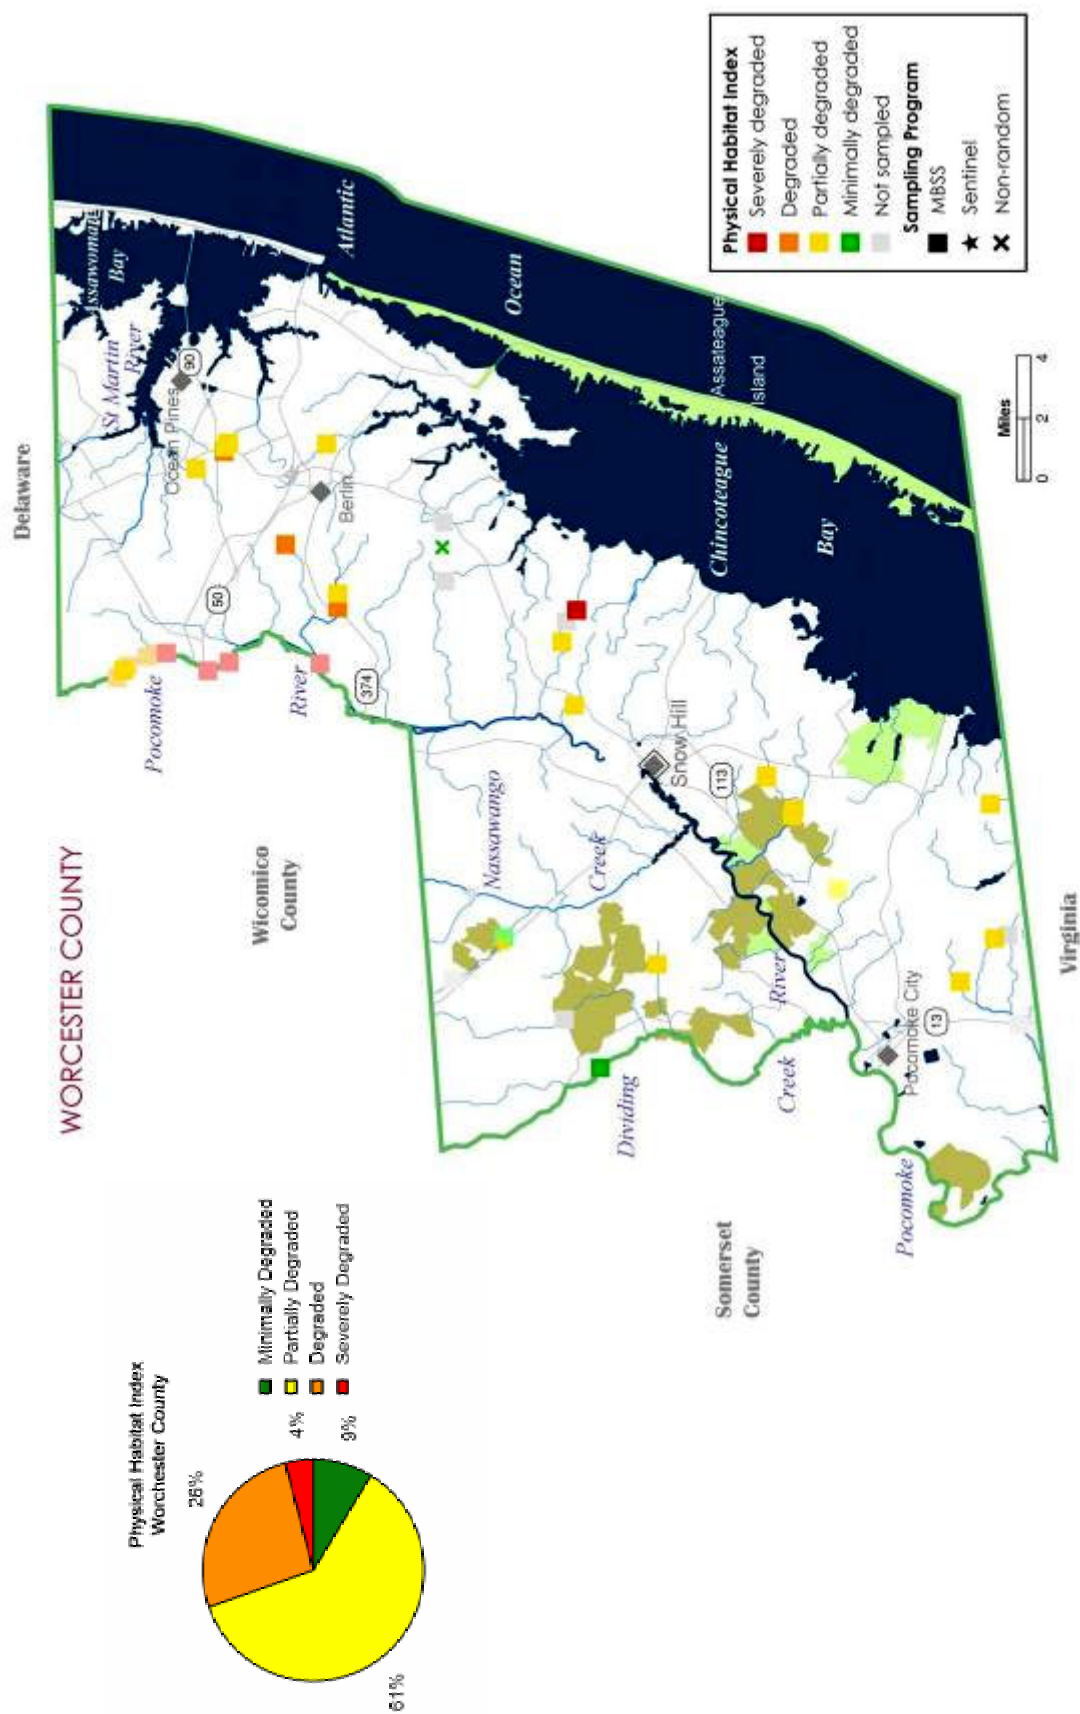 WORCESTER COUNTY
Physical Habitat Index
Worchester County
26%
4%
9%
61%
Minimally Degraded
Partially Degraded
Degraded
Severely Degraded
Delaware
Wicomico
County
Somerset
County
Virginia
Pocomoke
River
St Martin
River
Assawoman
Bay
Atlantic
Ocean
Ocean Pines
90
Berlin
50
374
Nassawango
Creek
Snow Hill
113
Chincoteague
Bay
Assateague
Island
Dividing
Creek
River
Pocomoke
Pocomoke City
13
Miles
0 2 4
Physical Habitat Index
Severely degraded
Degraded
Partially degraded
Minimally degraded
Not sampled
Sampling Program
MBSS
Sentinel
Non-random